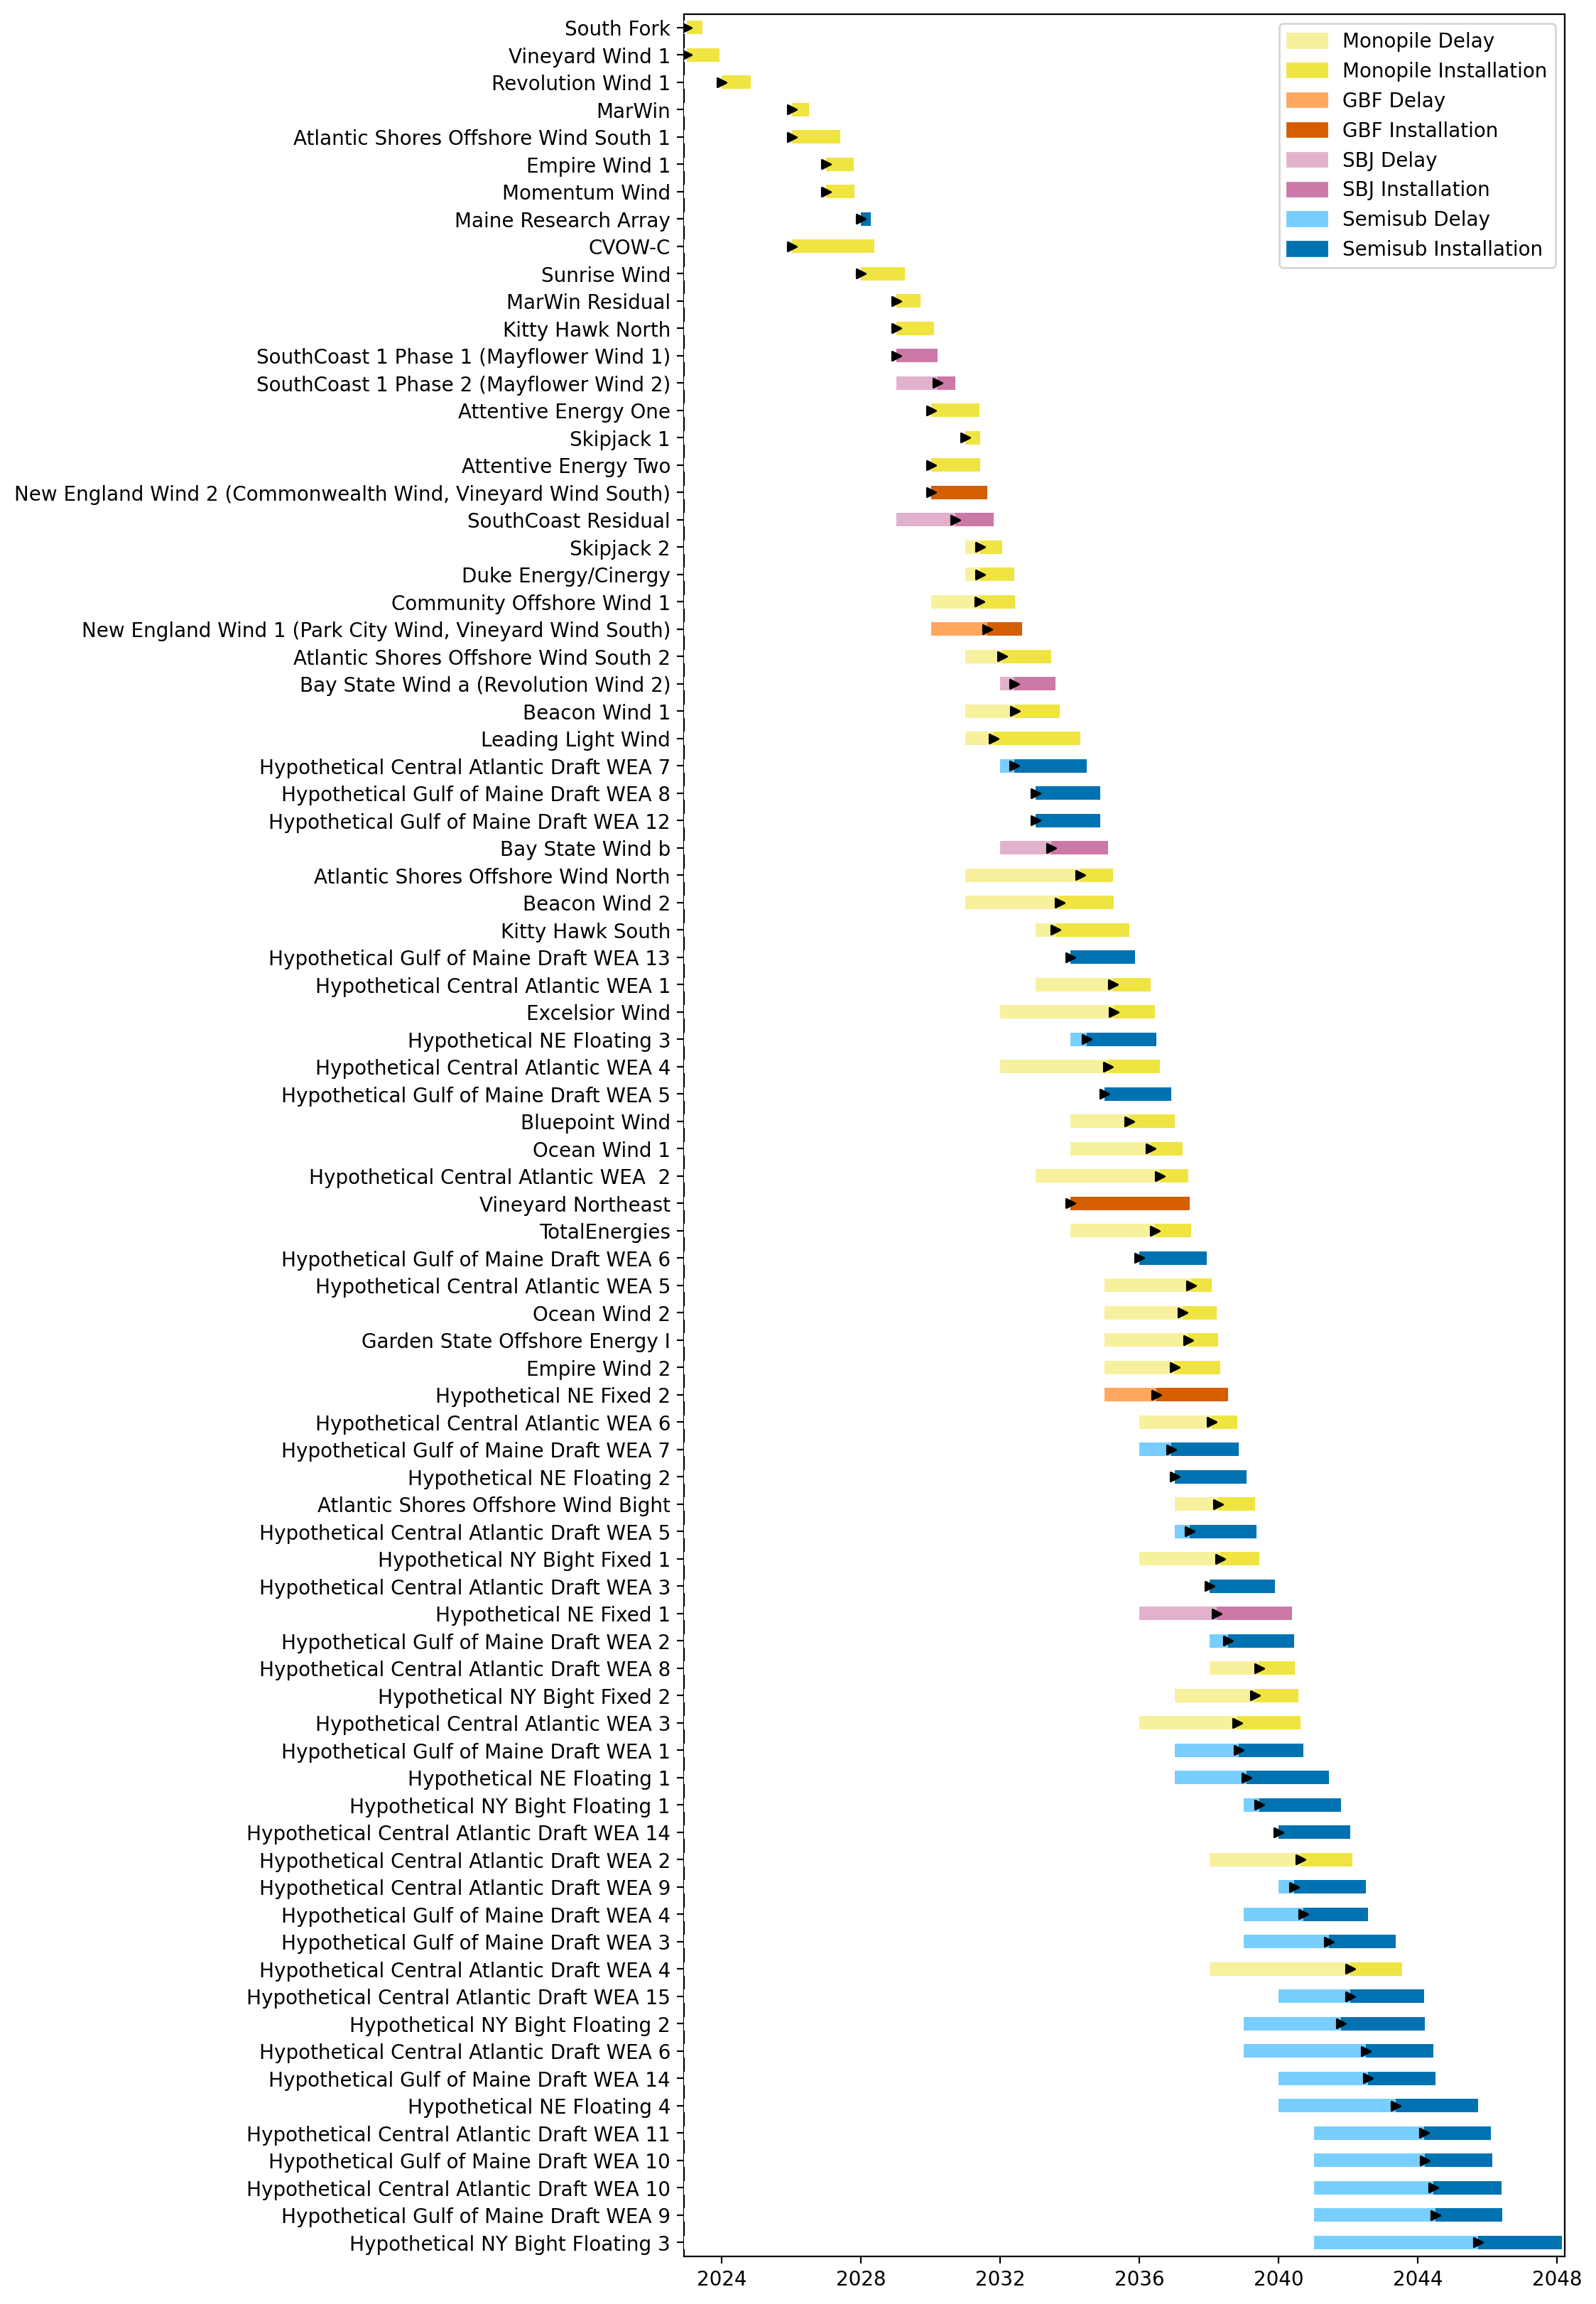 South Fork
Vineyard Wind 1
Revolution Wind 1
MarWin
Atlantic Shores Offshore Wind South 1
Empire Wind 1
Momentum Wind
Maine Research Array
CVOW-C
Sunrise Wind
MarWin Residual
Kitty Hawk North
SouthCoast 1 Phase 1 (Mayflower Wind 1)
SouthCoast 1 Phase 2 (Mayflower Wind 2)
Attentive Energy One
Skipjack 1
Attentive Energy Two
New England Wind 2 (Commonwealth Wind, Vineyard Wind South)
SouthCoast Residual
Skipjack 2
Duke Energy/Cinergy
Community Offshore Wind 1
New England Wind 1 (Park City Wind, Vineyard Wind South)
Atlantic Shores Offshore Wind South 2
Bay State Wind a (Revolution Wind 2)
Beacon Wind 1
Leading Light Wind
Hypothetical Central Atlantic Draft WEA 7
Hypothetical Gulf of Maine Draft WEA 8
Hypothetical Gulf of Maine Draft WEA 12
Bay State Wind b
Atlantic Shores Offshore Wind North
Beacon Wind 2
Kitty Hawk South
Hypothetical Gulf of Maine Draft WEA 13
Hypothetical Central Atlantic WEA 1
Excelsior Wind
Hypothetical NE Floating 3
Hypothetical Central Atlantic WEA 4
Hypothetical Gulf of Maine Draft WEA 5
Bluepoint Wind
Ocean Wind 1
Hypothetical Central Atlantic WEA  2
Vineyard Northeast
TotalEnergies
Hypothetical Gulf of Maine Draft WEA 6
Hypothetical Central Atlantic WEA 5
Ocean Wind 2
Garden State Offshore Energy I
Empire Wind 2
Hypothetical NE Fixed 2
Hypothetical Central Atlantic WEA 6
Hypothetical Gulf of Maine Draft WEA 7
Hypothetical NE Floating 2
Atlantic Shores Offshore Wind Bight
Hypothetical Central Atlantic Draft WEA 5
Hypothetical NY Bight Fixed 1
Hypothetical Central Atlantic Draft WEA 3
Hypothetical NE Fixed 1
Hypothetical Gulf of Maine Draft WEA 2
Hypothetical Central Atlantic Draft WEA 8
Hypothetical NY Bight Fixed 2
Hypothetical Central Atlantic WEA 3
Hypothetical Gulf of Maine Draft WEA 1
Hypothetical NE Floating 1
Hypothetical NY Bight Floating 1
Hypothetical Central Atlantic Draft WEA 14
Hypothetical Central Atlantic Draft WEA 2
Hypothetical Central Atlantic Draft WEA 9
Hypothetical Gulf of Maine Draft WEA 4
Hypothetical Gulf of Maine Draft WEA 3
Hypothetical Central Atlantic Draft WEA 4
Hypothetical Central Atlantic Draft WEA 15
Hypothetical NY Bight Floating 2
Hypothetical Central Atlantic Draft WEA 6
Hypothetical Gulf of Maine Draft WEA 14
Hypothetical NE Floating 4
Hypothetical Central Atlantic Draft WEA 11
Hypothetical Gulf of Maine Draft WEA 10
Hypothetical Central Atlantic Draft WEA 10
Hypothetical Gulf of Maine Draft WEA 9
Hypothetical NY Bight Floating 3
Monopile Delay
Monopile Installation
GBF Delay
GBF Installation
SBJ Delay
SBJ Installation
Semisub Delay
Semisub Installation
2024 2028 2032 2036 2040 2044 2048